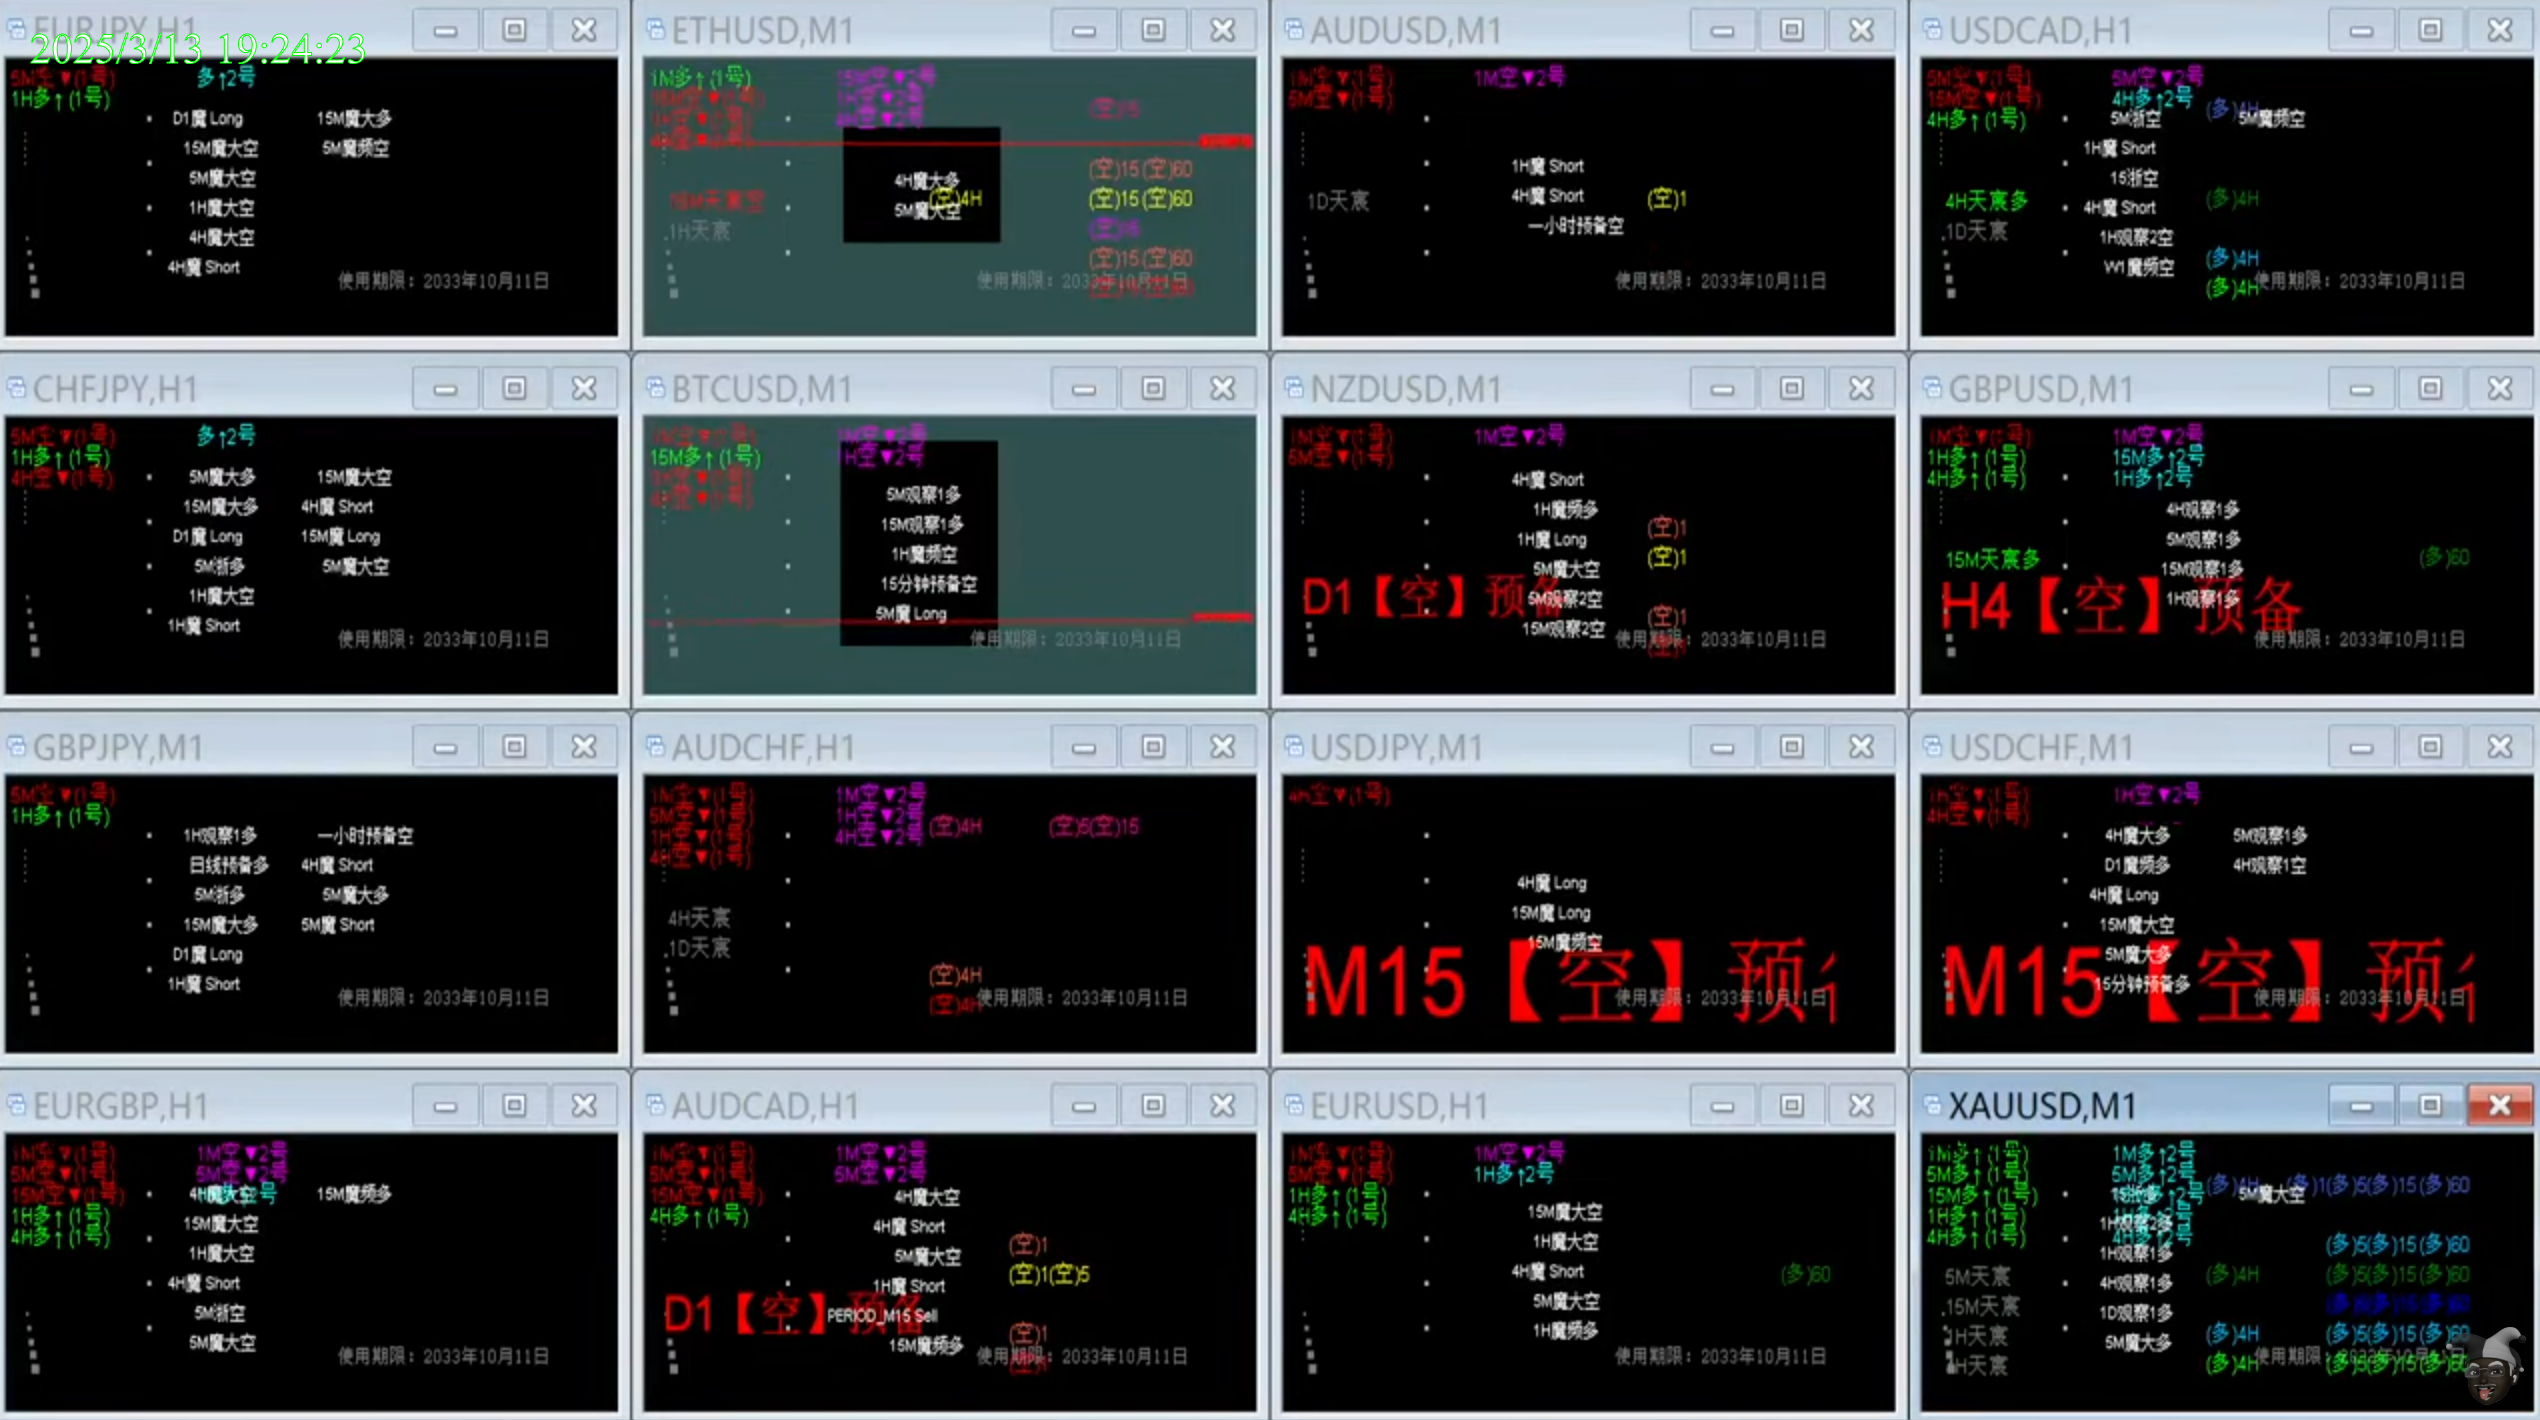 EURJPY,H1
2025/3/13 19:24:23
5M空▼(1号)
多↑2号
1H多↑(1号)
D1魔 Long
15M魔大多
15M魔大空
5M魔频空
5M魔大空
1H魔大空
4H魔大空
4H魔 Short
使用期限：2033年10月11日
ETHUSD,M1
1M多↑(1号)
15M空▼2号
15M空▼(1号)
1H空▼2号
1H空▼(1号)
4H空▼2号
4H空▼(1号)
(空)15
(空)15(空)60
4H魔大多
(空)4H
(空)15(空)60
5M魔大空
1H天宸
(空)15
(空)15(空)60
使用期限：2033年10月11日
AUDUSD,M1
1M空▼(1号)
1M空▼2号
5M空▼(1号)
1H魔 Short
4H魔 Short
1D天宸
(空)1
一小时预备空
使用期限：2033年10月11日
USDCAD,H1
5M空▼(1号)
5M空▼2号
15M空▼(1号)
4H多↑2号
(多)4H
4H多↑(1号)
5M浙空
5M魔频空
1H魔 Short
15浙空
4H天宸多
4H魔 Short
(多)4H
1D天宸
1H观察2空
(多)4H
W1魔频空
(多)4H
使用期限：2033年10月11日
CHFJPY,H1
5M空▼(1号)
多↑2号
1H多↑(1号)
4H空▼(1号)
5M魔大多
15M魔大空
15M魔大多
4H魔 Short
D1魔 Long
15M魔 Long
5M浙多
5M魔大空
1H魔大空
1H魔 Short
使用期限：2033年10月11日
BTCUSD,M1
1M空▼(1号)
1M空▼2号
15M多↑(1号)
1H空▼2号
1H空▼(1号)
4H空▼(1号)
5M观察1多
15M观察1多
1H魔频空
15分钟预备空
5M魔 Long
使用期限：2033年10月11日
NZDUSD,M1
1M空▼(1号)
1M空▼2号
5M空▼(1号)
4H魔 Short
1H魔频多
(空)1
1H魔 Long
(空)1
5M魔大空
D1【空】预备
5M观察2空
(空)1
15M观察2空
使用期限：2033年10月11日
GBPUSD,M1
1M空▼(1号)
1M空▼2号
1H多↑(1号)
15M多↑2号
4H多↑(1号)
1H多↑2号
4H观察1多
5M观察1多
15M天宸多
(多)60
15M观察1多
H4【空】预备
1H观察1多
使用期限：2033年10月11日
GBPJPY,M1
5M空▼(1号)
1H多↑(1号)
1H观察1多
一小时预备空
日线预备多
4H魔 Short
5M浙多
5M魔大多
15M魔大多
5M魔 Short
D1魔 Long
1H魔 Short
使用期限：2033年10月11日
AUDCHF,H1
1M空▼(1号)
1M空▼2号
5M空▼(1号)
1H空▼2号
1H空▼(1号)
4H空▼2号
(空)4H
(空)5(空)15
4H空▼(1号)
4H天宸
1D天宸
(空)4H
(空)4H
使用期限：2033年10月11日
USDJPY,M1
4H空▼(1号)
4H魔 Long
15M魔 Long
15M魔频空
M15【空】预
使用期限：2033年10月11日
USDCHF,M1
1H空▼(1号)
1H空▼2号
4H空▼(1号)
4H魔大多
5M观察1多
D1魔频多
4H观察1空
4H魔 Long
15M魔大空
5M魔大多
M15【空】预
15分钟预备多
使用期限：2033年10月11日
EURGBP,H1
1M空▼(1号)
1M空▼2号
5M空▼(1号)
5M空▼2号
15M空▼(1号)
4H魔大空
15M魔频多
1H多↑(1号)
15M魔大空
4H多↑(1号)
1H魔大空
4H魔 Short
5M浙空
5M魔大空
使用期限：2033年10月11日
AUDCAD,H1
1M空▼(1号)
1M空▼2号
5M空▼(1号)
5M空▼2号
15M空▼(1号)
4H魔大空
4H多↑(1号)
4H魔 Short
(空)1
5M魔大空
(空)1(空)5
1H魔 Short
D1【空】预备
PERIOD_M15 Sell
(空)1
15M魔频多
使用期限：2033年10月11日
EURUSD,H1
1M空▼(1号)
1M空▼2号
5M空▼(1号)
1H多↑2号
1H多↑(1号)
4H多↑(1号)
15M魔大空
1H魔大空
4H魔 Short
(多)60
5M魔大空
1H魔频多
使用期限：2033年10月11日
XAUUSD,M1
1M多↑(1号)
1M多↑2号
5M多↑(1号)
5M多↑2号
15M多↑(1号)
(多)4H
(多)1(多)5(多)15(多)60
5M魔大空
1H多↑(1号)
1H观察2多
4H多↑(1号)
4H多↑2号
(多)5(多)15(多)60
1H观察1多
5M天宸
4H观察1多
(多)4H
(多)5(多)15(多)60
15M天宸
1D观察1多
1H天宸
5M魔大多
(多)4H
(多)5(多)15(多)60
4H天宸
(多)4H
使用期限：
(多)5(多)15(多)60